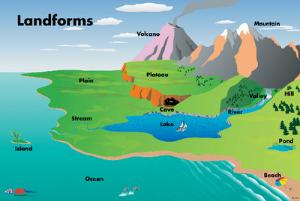 Landforms
Volcano
Mountain
Plateau
Plain
Valley
Hill
Cave
River
Stream
Lake
Island
Pond
Beach
Ocean